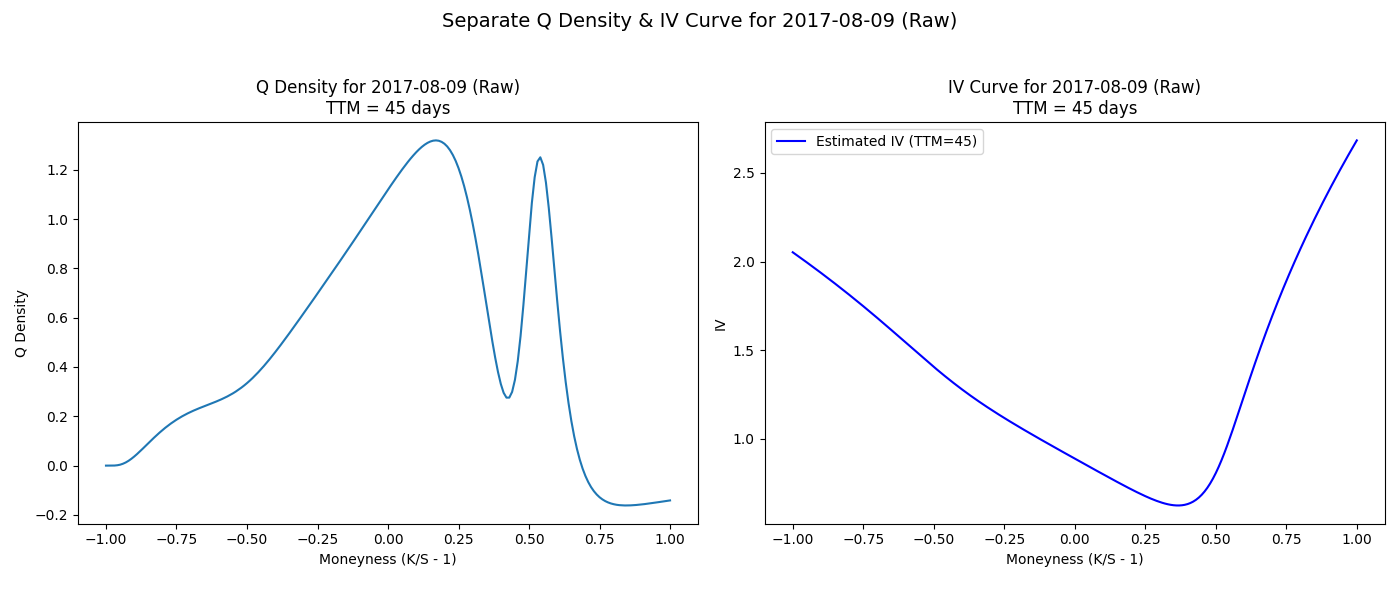 Separate Q Density & IV Curve for 2017-08-09 (Raw)
Q Density for 2017-08-09 (Raw)
TTM = 45 days
Q Density
1.2
1.0
0.8
0.6
0.4
0.2
0.0
−0.2
−1.00 −0.75 −0.50 −0.25 0.00 0.25 0.50 0.75 1.00
Moneyness (K/S - 1)
IV Curve for 2017-08-09 (Raw)
TTM = 45 days
Estimated IV (TTM=45)
IV
2.5
2.0
1.5
1.0
−1.00 −0.75 −0.50 −0.25 0.00 0.25 0.50 0.75 1.00
Moneyness (K/S - 1)